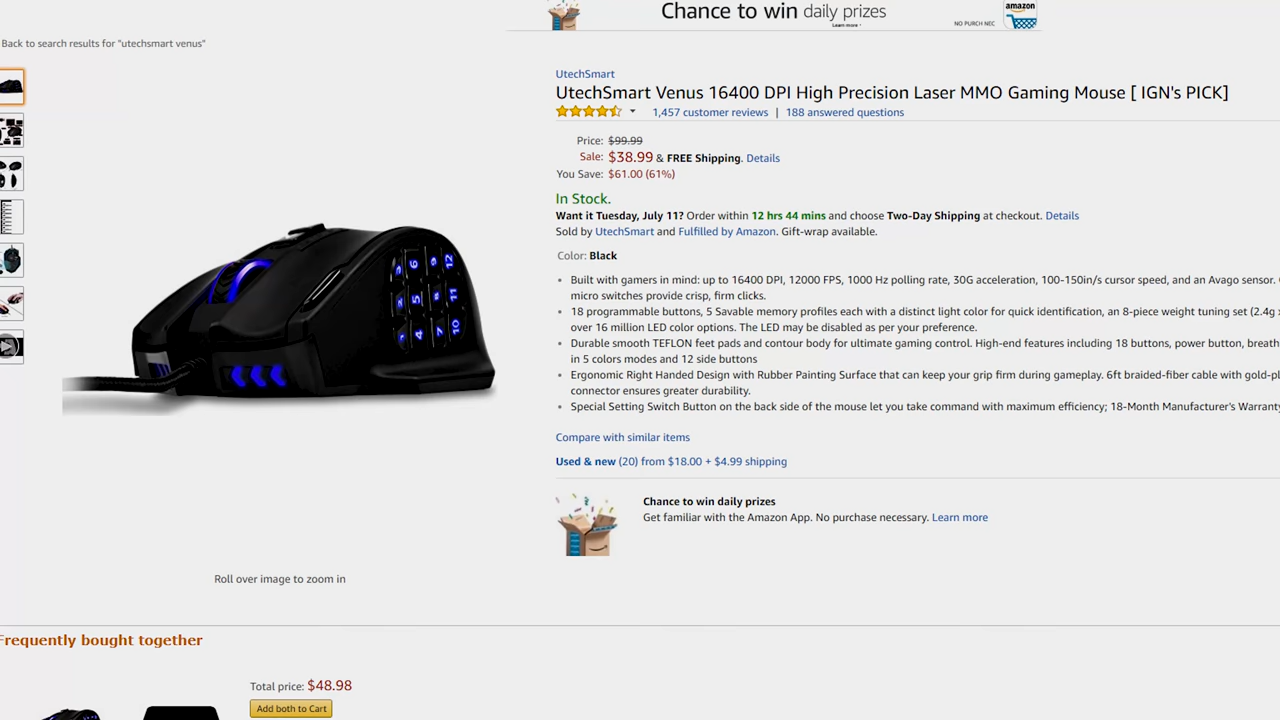 Chance to win daily prizes
Learn more
NO PURCH NEC
amazon
Back to search results for "utechsmart venus"
UtechSmart
UtechSmart Venus 16400 DPI High Precision Laser MMO Gaming Mouse [ IGN's PICK]
1,457 customer reviews | 188 answered questions
Price: $99.99
Sale: $38.99 & FREE Shipping. Details
You Save: $61.00 (61%)
In Stock.
Want it Tuesday, July 11? Order within 12 hrs 44 mins and choose Two-Day Shipping at checkout. Details
Sold by UtechSmart and Fulfilled by Amazon. Gift-wrap available.
Color: Black
Built with gamers in mind: up to 16400 DPI, 12000 FPS, 1000 Hz polling rate, 30G acceleration, 100-150in/s cursor speed, and an Avago sensor.
micro switches provide crisp, firm clicks.
18 programmable buttons, 5 Savable memory profiles each with a distinct light color for quick identification, an 8-piece weight tuning set (2.4g
over 16 million LED color options. The LED may be disabled as per your preference.
Durable smooth TEFLON feet pads and contour body for ultimate gaming control. High-end features including 18 buttons, power button, breath
in 5 colors modes and 12 side buttons
Ergonomic Right Handed Design with Rubber Painting Surface that can keep your grip firm during gameplay. 6ft braided-fiber cable with gold-pl
connector ensures greater durability.
Special Setting Switch Button on the back side of the mouse let you take command with maximum efficiency; 18-Month Manufacturer's Warranty
Compare with similar items
Used & new (20) from $18.00 + $4.99 shipping
Chance to win daily prizes
Get familiar with the Amazon App. No purchase necessary. Learn more
3 6 9 12
2 5 8 11
1 4 7 10
Roll over image to zoom in
Frequently bought together
Total price: $48.98
Add both to Cart